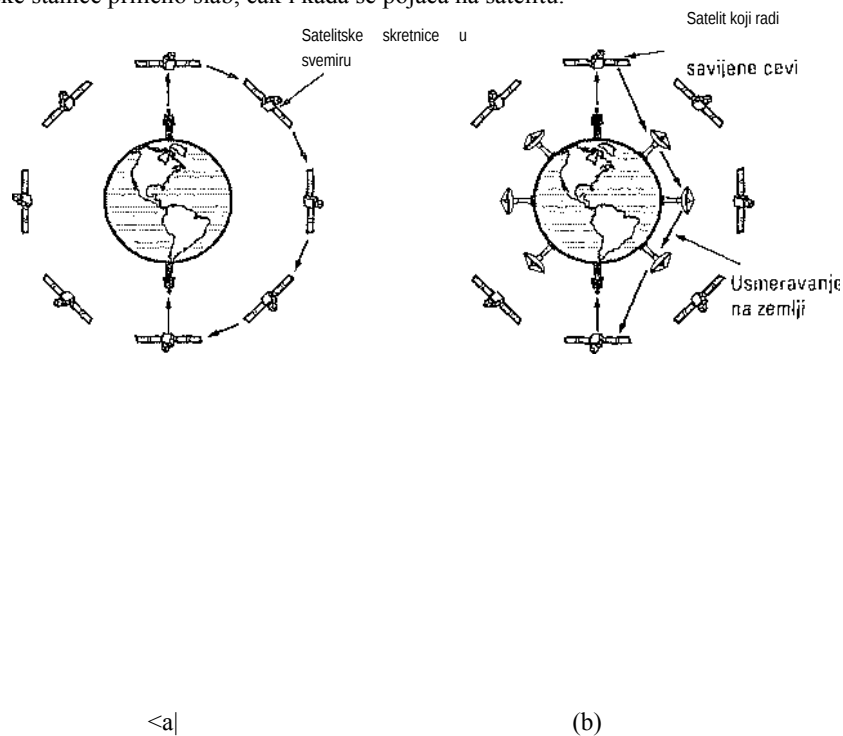 ke stanice prilično slab, čak i kada se pojača na satelitu.
Satelitske skretnice u
svemiru
Satelit koji radi
savijene cevi
Usmeravanje
na zemlji
<a|
(b)